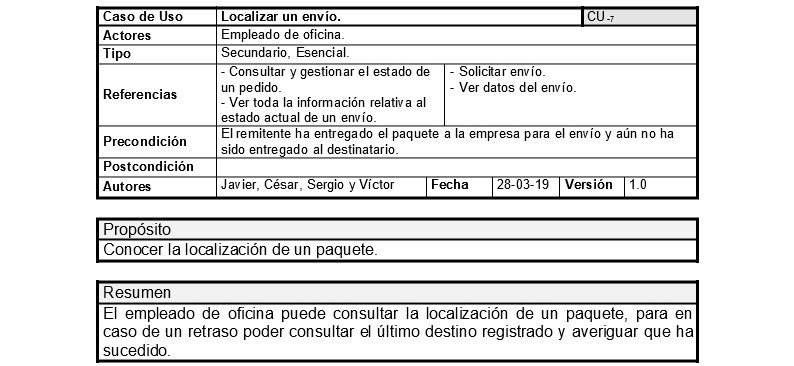 Caso de Uso Localizar un envío. CU-7
Actores Empleado de oficina.
Tipo Secundario, Esencial.
Referencias
- Consultar y gestionar el estado de
un pedido.
- Ver toda la información relativa al
estado actual de un envío.
- Solicitar envío.
- Ver datos del envío.
Precondición
El remitente ha entregado el paquete a la empresa para el envío y aún no ha
sido entregado al destinatario.
Postcondición
Autores Javier, César, Sergio y Víctor Fecha 28-03-19 Versión 1.0
Propósito
Conocer la localización de un paquete.
Resumen
El empleado de oficina puede consultar la localización de un paquete, para en
caso de un retraso poder consultar el último destino registrado y averiguar que ha
sucedido.